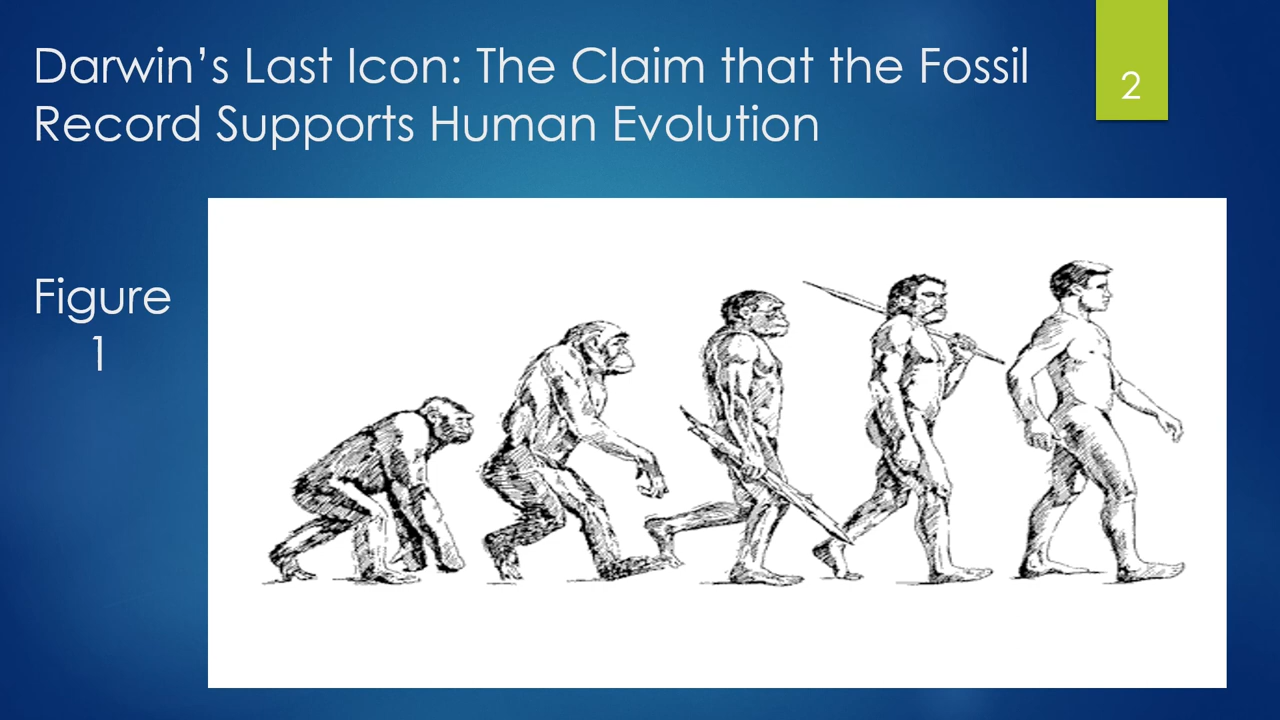 Darwin’s Last Icon: The Claim that the Fossil
Record Supports Human Evolution
2
Figure
1